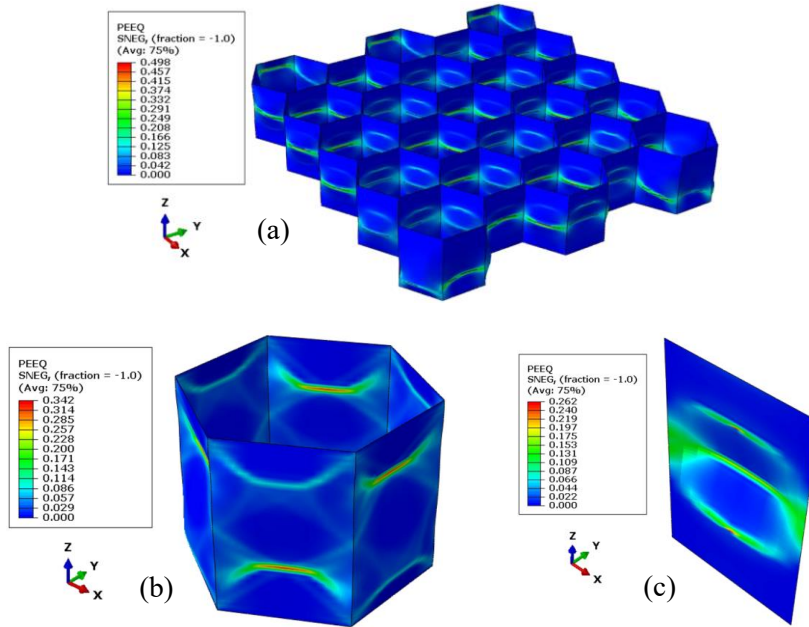 PEEQ
SNEG, (fraction = -1.0)
(Avg: 75%)
0.498
0.457
0.415
0.374
0.332
0.291
0.249
0.208
0.166
0.125
0.083
0.042
0.000
Z
Y
X
(a)
PEEQ
SNEG, (fraction = -1.0)
(Avg: 75%)
0.342
0.314
0.285
0.257
0.228
0.200
0.171
0.143
0.114
0.086
0.057
0.029
0.000
Z
Y
X
(b)
PEEQ
SNEG, (fraction = -1.0)
(Avg: 75%)
0.262
0.240
0.219
0.197
0.175
0.153
0.131
0.109
0.087
0.066
0.044
0.022
0.000
Z
Y
X
(c)